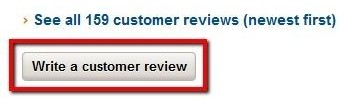 › See all 159 customer reviews (newest first)
Write a customer review